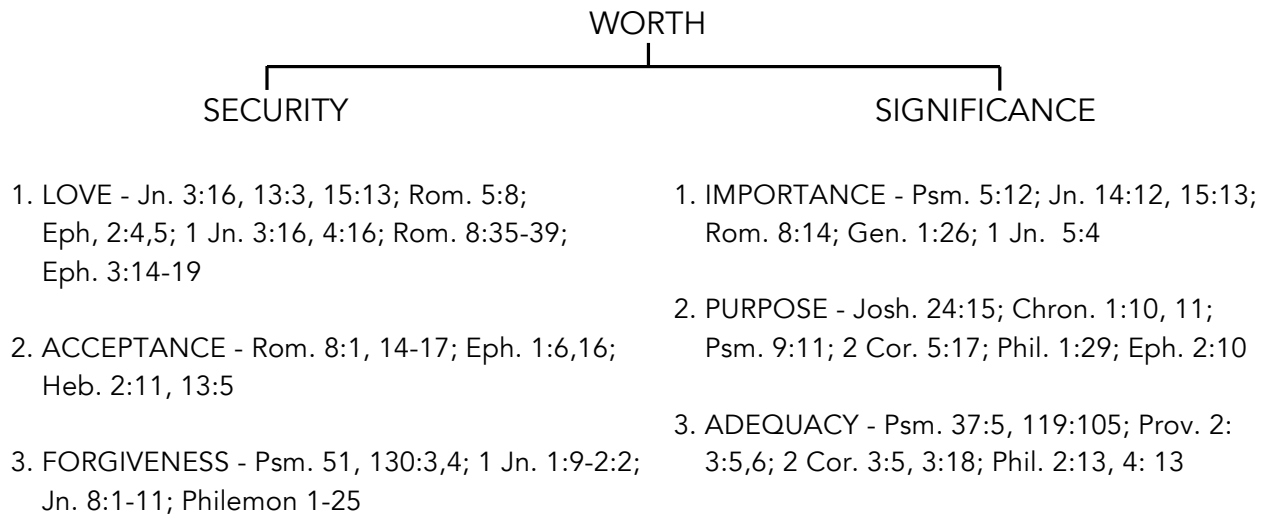 WORTH
SECURITY
1. LOVE - Jn. 3:16, 13:3, 15:13; Rom. 5:8;
Eph, 2:4,5; 1 Jn. 3:16, 4:16; Rom. 8:35-39;
Eph. 3:14-19
2. ACCEPTANCE - Rom. 8:1, 14-17; Eph. 1:6,16;
Heb. 2:11, 13:5
3. FORGIVENESS - Psm. 51, 130:3,4; 1 Jn. 1:9-2:2;
Jn. 8:1-11; Philemon 1-25
SIGNIFICANCE
1. IMPORTANCE - Psm. 5:12; Jn. 14:12, 15:13;
Rom. 8:14; Gen. 1:26; 1 Jn.  5:4
2. PURPOSE - Josh. 24:15; Chron. 1:10, 11;
Psm. 9:11; 2 Cor. 5:17; Phil. 1:29; Eph. 2:10
3. ADEQUACY - Psm. 37:5, 119:105; Prov. 2:
3:5,6; 2 Cor. 3:5, 3:18; Phil. 2:13, 4: 13